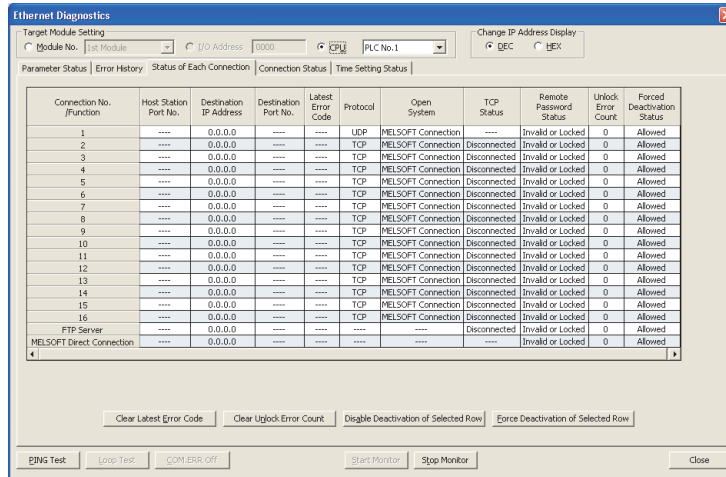 Ethernet Diagnostics
Target Module Setting
Module No. 1st Module I/O Address 0000 CPU PLC No.1
Change IP Address Display
DEC HEX
Parameter Status Error History Status of Each Connection Connection Status Time Setting Status
Connection No. /Function Host Station Port No. Destination IP Address Destination Port No. Latest Error Code Protocol Open System TCP Status Remote Password Status Unlock Error Count Forced Deactivation Status
1 ---- 0.0.0.0 ---- ---- UDP MELSOFT Connection ---- Invalid or Locked 0 Allowed
2 ---- 0.0.0.0 ---- ---- TCP MELSOFT Connection Disconnected Invalid or Locked 0 Allowed
3 ---- 0.0.0.0 ---- ---- TCP MELSOFT Connection Disconnected Invalid or Locked 0 Allowed
4 ---- 0.0.0.0 ---- ---- TCP MELSOFT Connection Disconnected Invalid or Locked 0 Allowed
5 ---- 0.0.0.0 ---- ---- TCP MELSOFT Connection Disconnected Invalid or Locked 0 Allowed
6 ---- 0.0.0.0 ---- ---- TCP MELSOFT Connection Disconnected Invalid or Locked 0 Allowed
7 ---- 0.0.0.0 ---- ---- TCP MELSOFT Connection Disconnected Invalid or Locked 0 Allowed
8 ---- 0.0.0.0 ---- ---- TCP MELSOFT Connection Disconnected Invalid or Locked 0 Allowed
9 ---- 0.0.0.0 ---- ---- TCP MELSOFT Connection Disconnected Invalid or Locked 0 Allowed
10 ---- 0.0.0.0 ---- ---- TCP MELSOFT Connection Disconnected Invalid or Locked 0 Allowed
11 ---- 0.0.0.0 ---- ---- TCP MELSOFT Connection Disconnected Invalid or Locked 0 Allowed
12 ---- 0.0.0.0 ---- ---- TCP MELSOFT Connection Disconnected Invalid or Locked 0 Allowed
13 ---- 0.0.0.0 ---- ---- TCP MELSOFT Connection Disconnected Invalid or Locked 0 Allowed
14 ---- 0.0.0.0 ---- ---- TCP MELSOFT Connection Disconnected Invalid or Locked 0 Allowed
15 ---- 0.0.0.0 ---- ---- TCP MELSOFT Connection Disconnected Invalid or Locked 0 Allowed
16 ---- 0.0.0.0 ---- ---- TCP MELSOFT Connection Disconnected Invalid or Locked 0 Allowed
FTP Server ---- 0.0.0.0 ---- ---- ---- ---- Disconnected Invalid or Locked 0 Allowed
MELSOFT Direct Connection ---- 0.0.0.0 ---- ---- ---- ---- ---- Invalid or Locked 0 Allowed
Clear Latest Error Code Clear Unlock Error Count Disable Deactivation of Selected Row Force Deactivation of Selected Row
PING Test Loop Test COM.ERR Off Start Monitor Stop Monitor Close